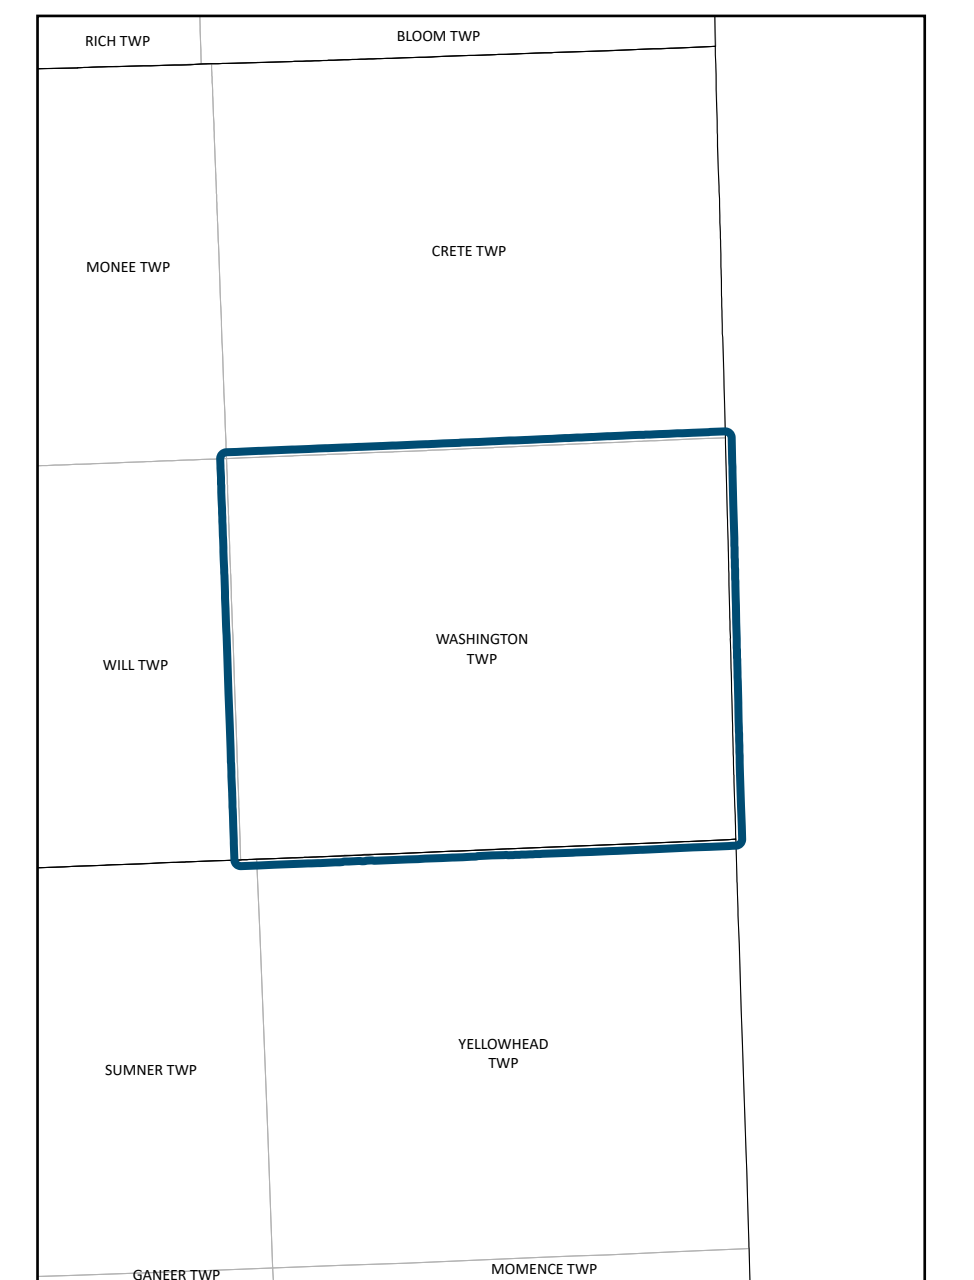 RICH TWP
BLOOM TWP
MONEE TWP
CRETE TWP
WILL TWP
WASHINGTON
TWP
SUMNER TWP
YELLOWHEAD
TWP
GANEER TWP
MOMENCE TWP